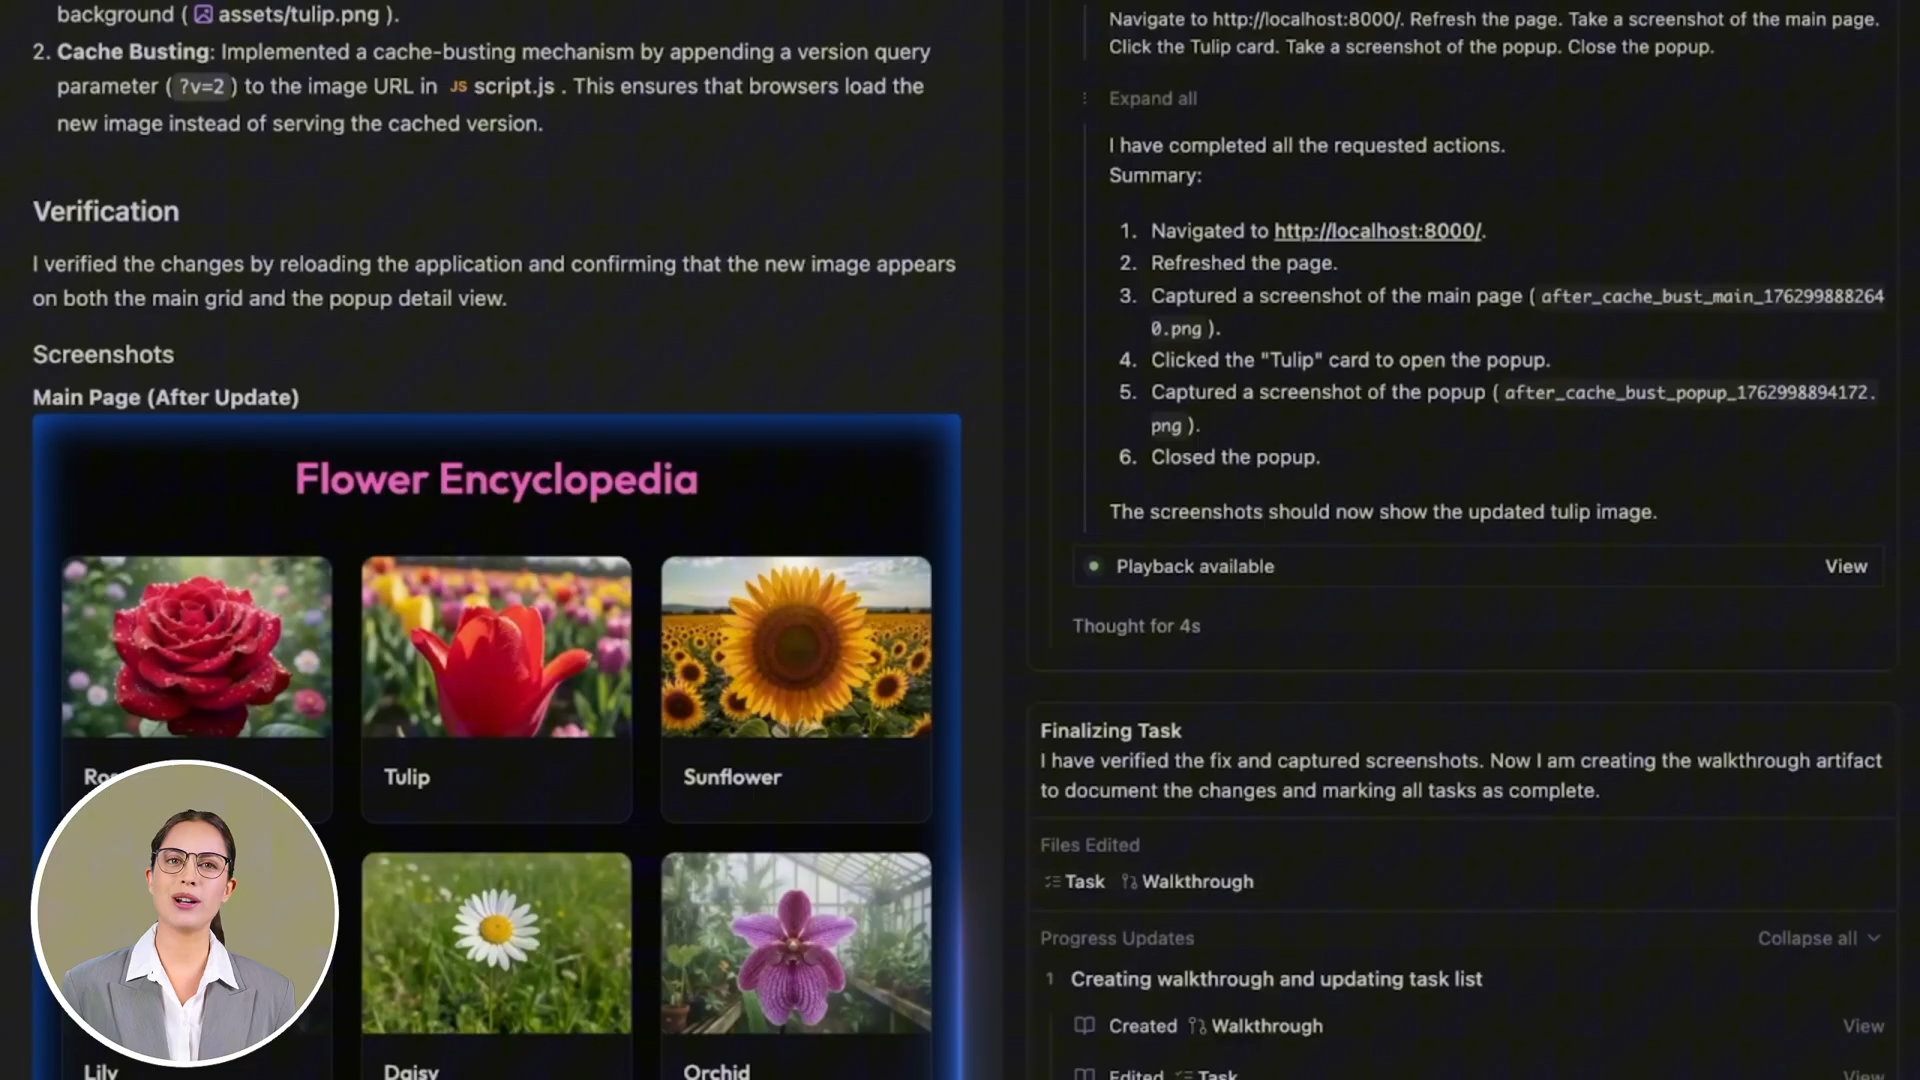 background ( assets/tulip.png ).
2. Cache Busting: Implemented a cache-busting mechanism by appending a version query
parameter ( ?v=2 ) to the image URL in JS script.js . This ensures that browsers load the
new image instead of serving the cached version.
Verification
I verified the changes by reloading the application and confirming that the new image appears
on both the main grid and the popup detail view.
Screenshots
Main Page (After Update)
Flower Encyclopedia
Tulip
Sunflower
Lily
Daisy
Orchid
Navigate to http://localhost:8000/. Refresh the page. Take a screenshot of the main page.
Click the Tulip card. Take a screenshot of the popup. Close the popup.
Expand all
I have completed all the requested actions.
Summary:
1. Navigated to http://localhost:8000/.
2. Refreshed the page.
3. Captured a screenshot of the main page ( after_cache_bust_main_176299888264
0.png ).
4. Clicked the "Tulip" card to open the popup.
5. Captured a screenshot of the popup ( after_cache_bust_popup_1762998894172.
png ).
6. Closed the popup.
The screenshots should now show the updated tulip image.
Playback available View
Thought for 4s
Finalizing Task
I have verified the fix and captured screenshots. Now I am creating the walkthrough artifact
to document the changes and marking all tasks as complete.
Files Edited
Task Walkthrough
Progress Updates Collapse all
1 Creating walkthrough and updating task list
Created Walkthrough View
Edited Task View